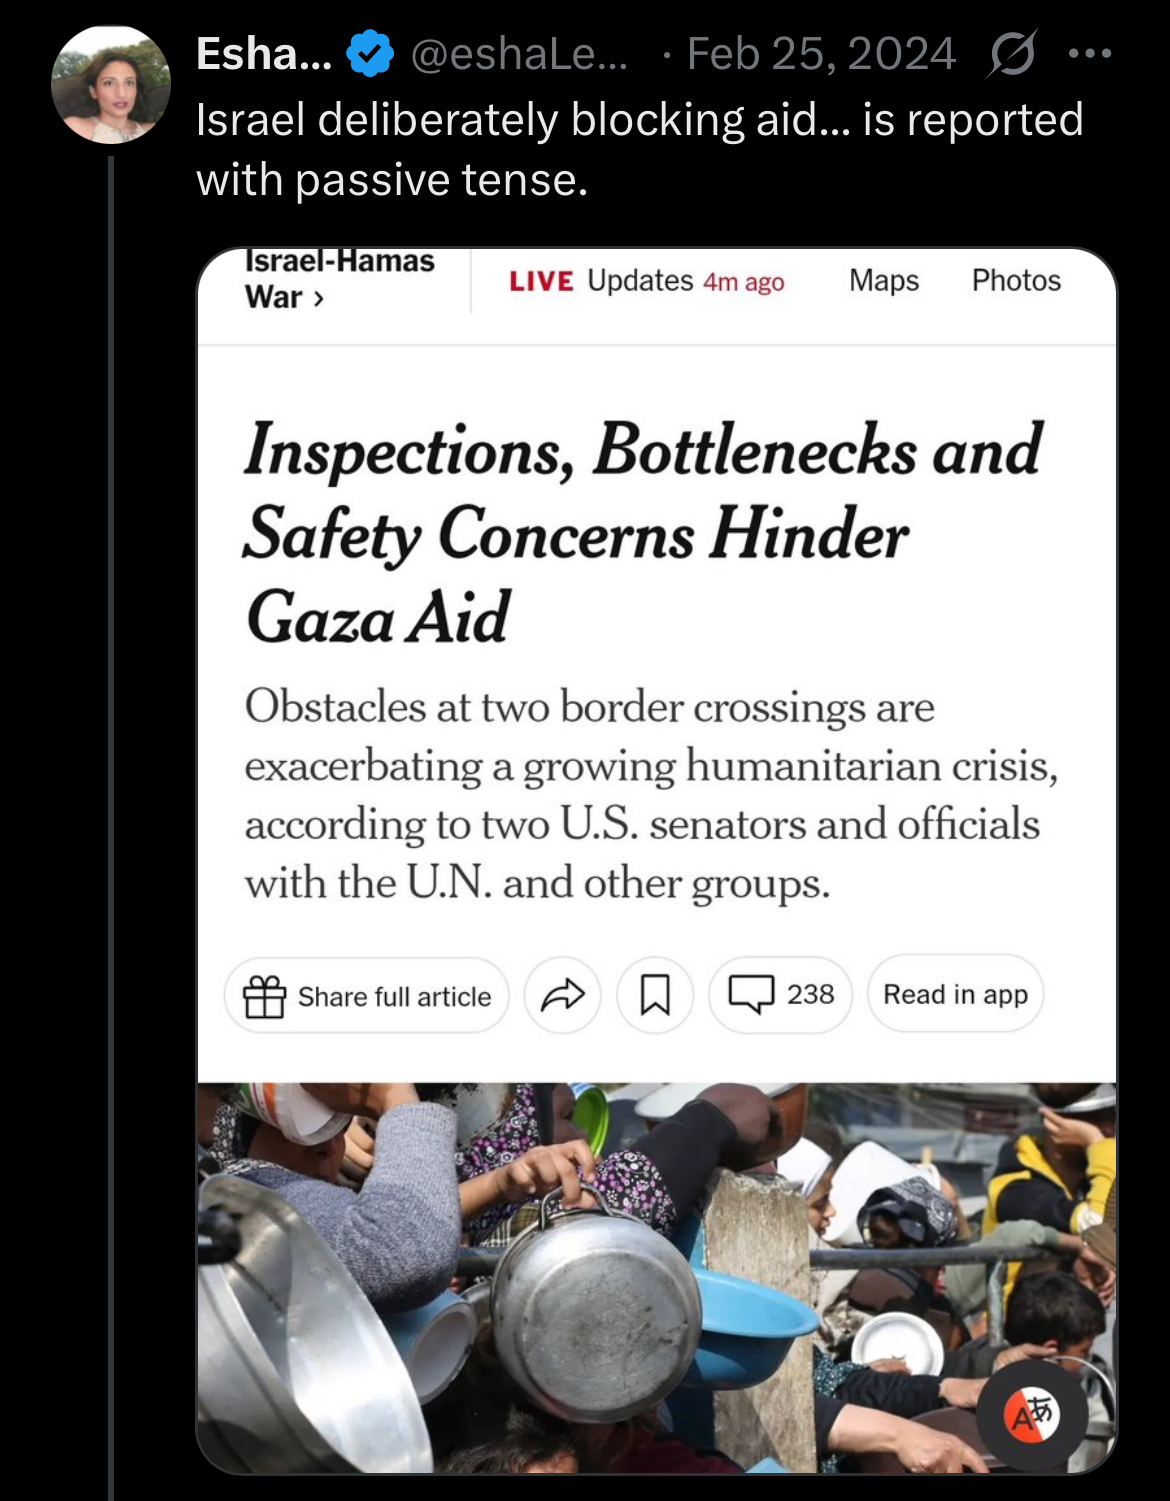 Esha... @eshaLe... · Feb 25, 2024
Israel deliberately blocking aid... is reported
with passive tense.
Israel-Hamas
War >
LIVE Updates 4m ago Maps Photos
Inspections, Bottlenecks and
Safety Concerns Hinder
Gaza Aid
Obstacles at two border crossings are
exacerbating a growing humanitarian crisis,
according to two U.S. senators and officials
with the U.N. and other groups.
Share full article 238 Read in app
Aあ